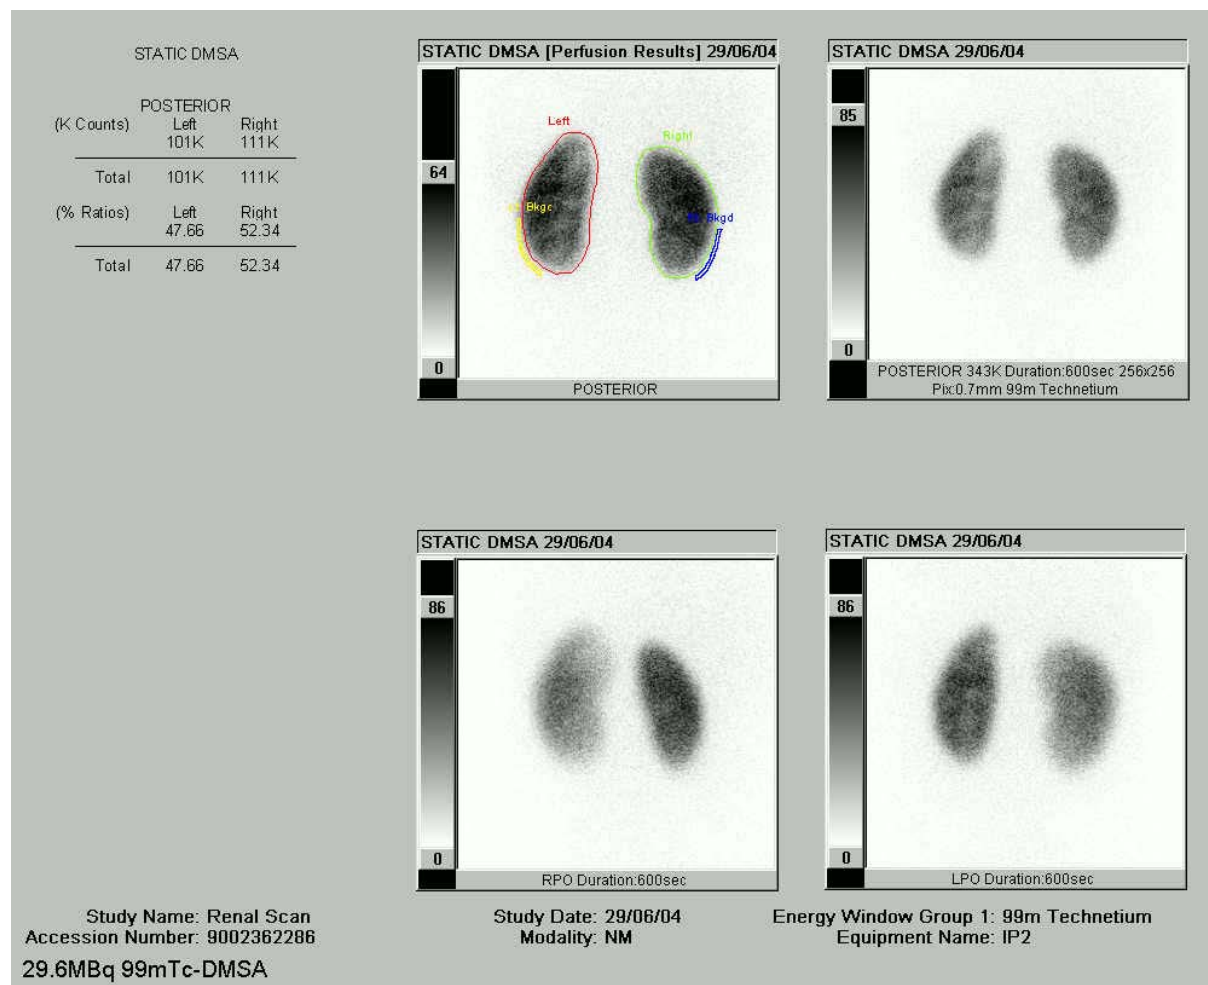 STATIC DMSA
POSTERIOR
(K Counts) Left Right
101K 111K
Total 101K 111K
(% Ratios) Left Right
47.66 52.34
Total 47.66 52.34
STATIC DMSA [Perfusion Results] 29/06/04
64
0
Left
Right
Bkgc
Bkgd
POSTERIOR
STATIC DMSA 29/06/04
85
0
POSTERIOR 343K Duration:600sec 256x256
Pix:0.7mm 99m Technetium
STATIC DMSA 29/06/04
86
0
RPO Duration:600sec
STATIC DMSA 29/06/04
86
0
LPO Duration:600sec
Study Name: Renal Scan
Accession Number: 9002362286
Study Date: 29/06/04
Modality: NM
Energy Window Group 1: 99m Technetium
Equipment Name: IP2
29.6MBq 99mTc-DMSA